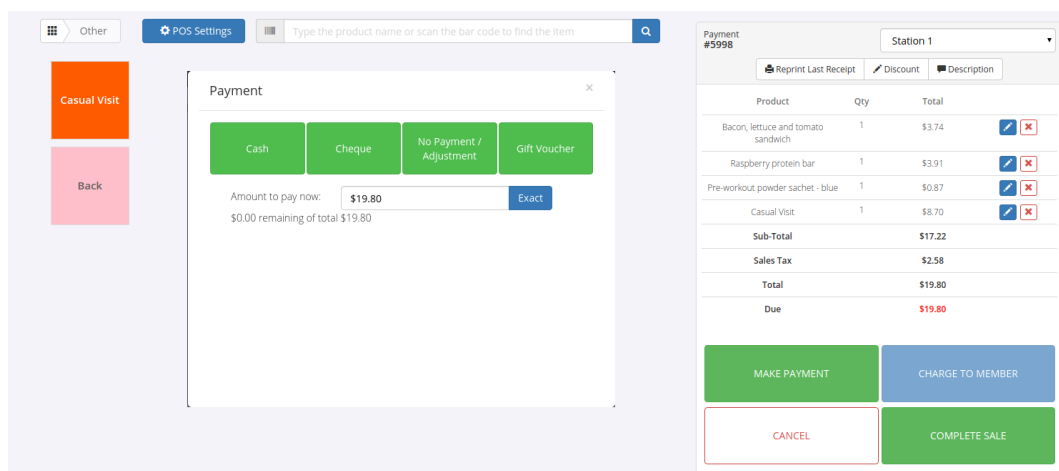 Other
POS Settings
Type the product name or scan the bar code to find the item
Casual Visit
Back
Payment
×
Cash
Cheque
No Payment /
Adjustment
Gift Voucher
Amount to pay now:
$19.80
Exact
$0.00 remaining of total $19.80
Payment
#5998
Station 1
Reprint Last Receipt
Discount
Description
Product Qty Total
Bacon, lettuce and tomato 1 $3.74
sandwich
Raspberry protein bar 1 $3.91
Pre-workout powder sachet - blue 1 $0.87
Casual Visit 1 $8.70
Sub-Total $17.22
Sales Tax $2.58
Total $19.80
Due $19.80
MAKE PAYMENT
CHARGE TO MEMBER
CANCEL
COMPLETE SALE